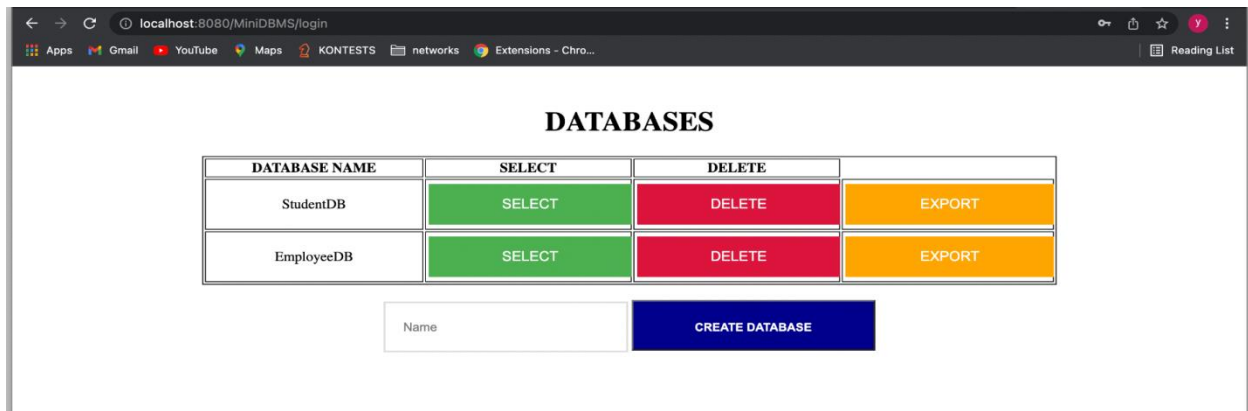 localhost:8080/MiniDBMS/login
y
Apps Gmail YouTube Maps KONTESTS networks Extensions - Chro... Reading List
DATABASES
DATABASE NAME SELECT DELETE
StudentDB SELECT DELETE EXPORT
EmployeeDB SELECT DELETE EXPORT
Name CREATE DATABASE